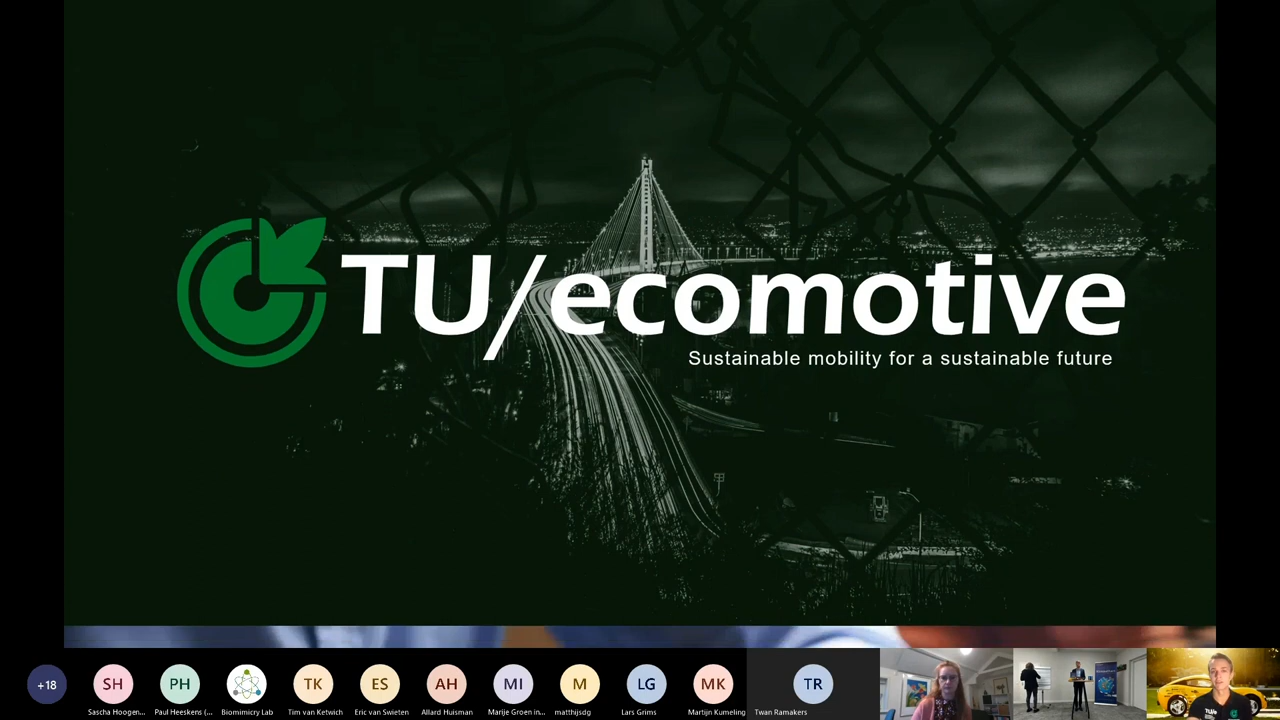 TU/ecomotive
Sustainable mobility for a sustainable future
+18
SH
PH
TK
ES
AH
MI
M
LG
MK
TR
Sascha Hoogen...
Paul Heeskens (...
Biomimicry Lab
Tim van Ketwich
Eric van Swieten
Allard Huisman
Marije Groen in...
matthijsdg
Lars Grims
Martijn Kumeling
Twan Ramakers